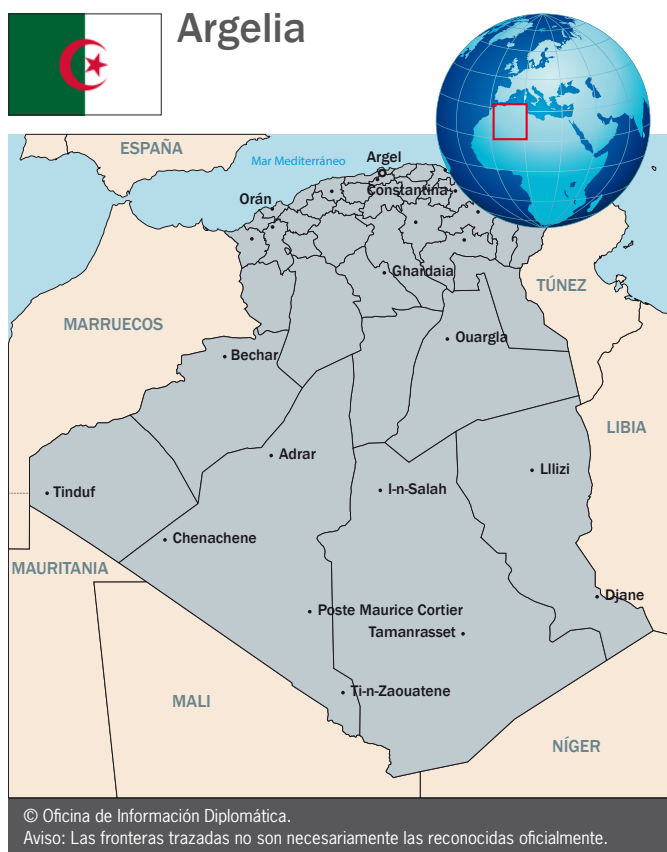 Argelia
ESPAÑA
Mar Mediterráneo
Argel
Constantina
Orán
Ghardaia
TÚNEZ
MARRUECOS
Ouargla
Bechar
LIBIA
Adrar
Lllizi
Tinduf
I-n-Salah
Chenachene
MAURITANIA
Djane
Poste Maurice Cortier
Tamanrasset
Ti-n-Zaouatene
MALI
NÍGER
© Oficina de Información Diplomática.
Aviso: Las fronteras trazadas no son necesariamente las reconocidas oficialmente.